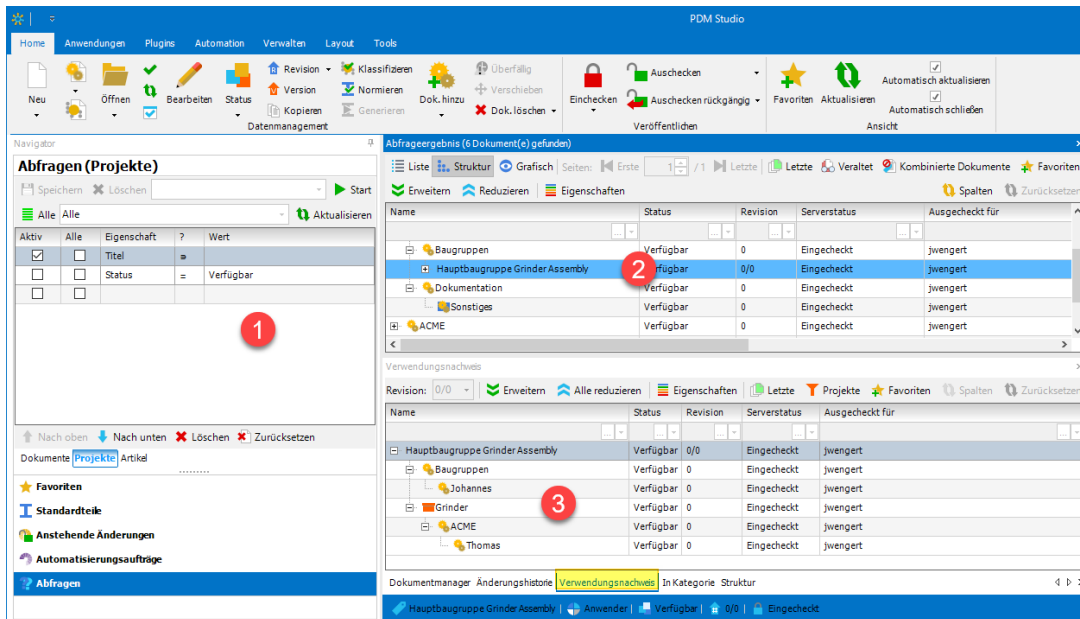 PDM Studio
Home Anwendungen Plugins Automation Verwalten Layout Tools
Neu Öffnen Bearbeiten Status
Revision Klassifizieren
Version Normieren
Kopieren Generieren
Datenmanagement
Dok. hinzu
Überfällig
Verschieben
Dok. löschen
Einchecken
Auschecken
Auschecken rückgängig
Veröffentlichen
Favoriten Aktualisieren
Automatisch aktualisieren
Automatisch schließen
Ansicht
Navigator
Abfragen (Projekte)
Speichern Löschen Start
Alle Alle Aktualisieren
Aktiv Alle Eigenschaft ? Wert
Titel
Status = Verfügbar
1
Nach oben Nach unten Löschen Zurücksetzen
Dokumente Projekte Artikel
Favoriten
Standardteile
Anstehende Änderungen
Automatisierungsaufträge
Abfragen
Abfrageergebnis (6 Dokument(e) gefunden)
Liste Struktur Grafisch Seiten: Erste 1 / 1 Letzte Letzte Veraltet Kombinierte Dokumente Favoriten
Erweitern Reduzieren Eigenschaften Spalten Zurücksetzen
Name Status Revision Serverstatus Ausgecheckt für
Baugruppen Verfügbar 0 Eingecheckt jwengert
Hauptbaugruppe Grinder Assembly Verfügbar 0/0 Eingecheckt jwengert
2
Dokumentation Verfügbar 0 Eingecheckt jwengert
Sonstiges Verfügbar 0 Eingecheckt jwengert
ACME Verfügbar 0 Eingecheckt jwengert
Verwendungsnachweis
Revision: 0/0 Erweitern Alle reduzieren Eigenschaften Letzte Projekte Favoriten Spalten Zurücksetzen
Name Status Revision Serverstatus Ausgecheckt für
Hauptbaugruppe Grinder Assembly Verfügbar 0/0 Eingecheckt jwengert
Baugruppen Verfügbar 0 Eingecheckt jwengert
Johannes Verfügbar 0 Eingecheckt jwengert
3
Grinder Verfügbar 0 Eingecheckt jwengert
ACME Verfügbar 0 Eingecheckt jwengert
Thomas Verfügbar 0 Eingecheckt jwengert
Dokumentmanager Änderungshistorie Verwendungsnachweis In Kategorie Struktur
Hauptbaugruppe Grinder Assembly | Anwender | Verfügbar | 0/0 | Eingecheckt